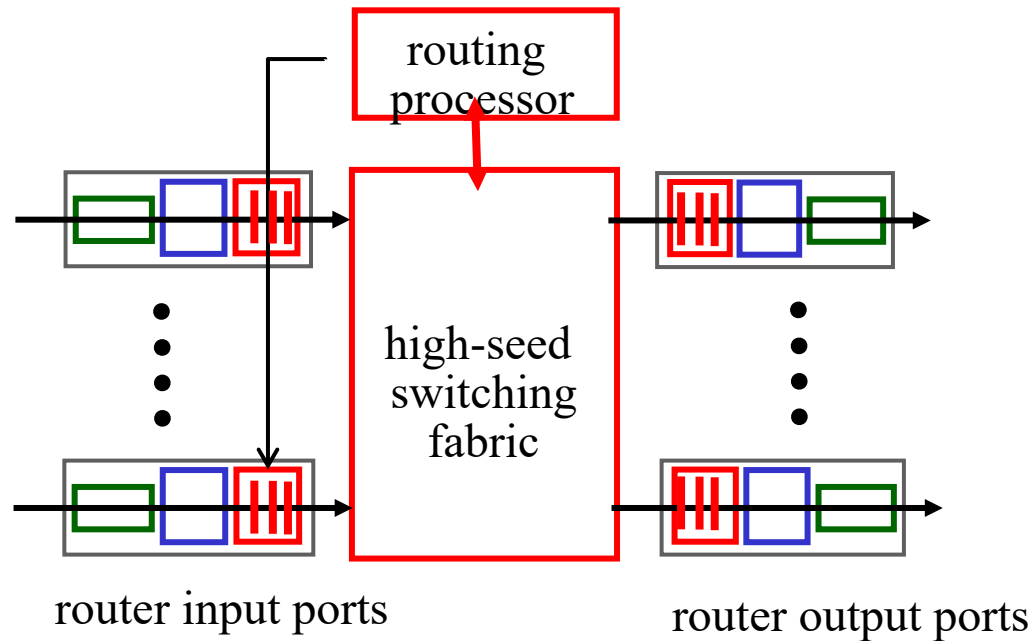 routing
processor
high-seed
switching
fabric
router input ports
router output ports